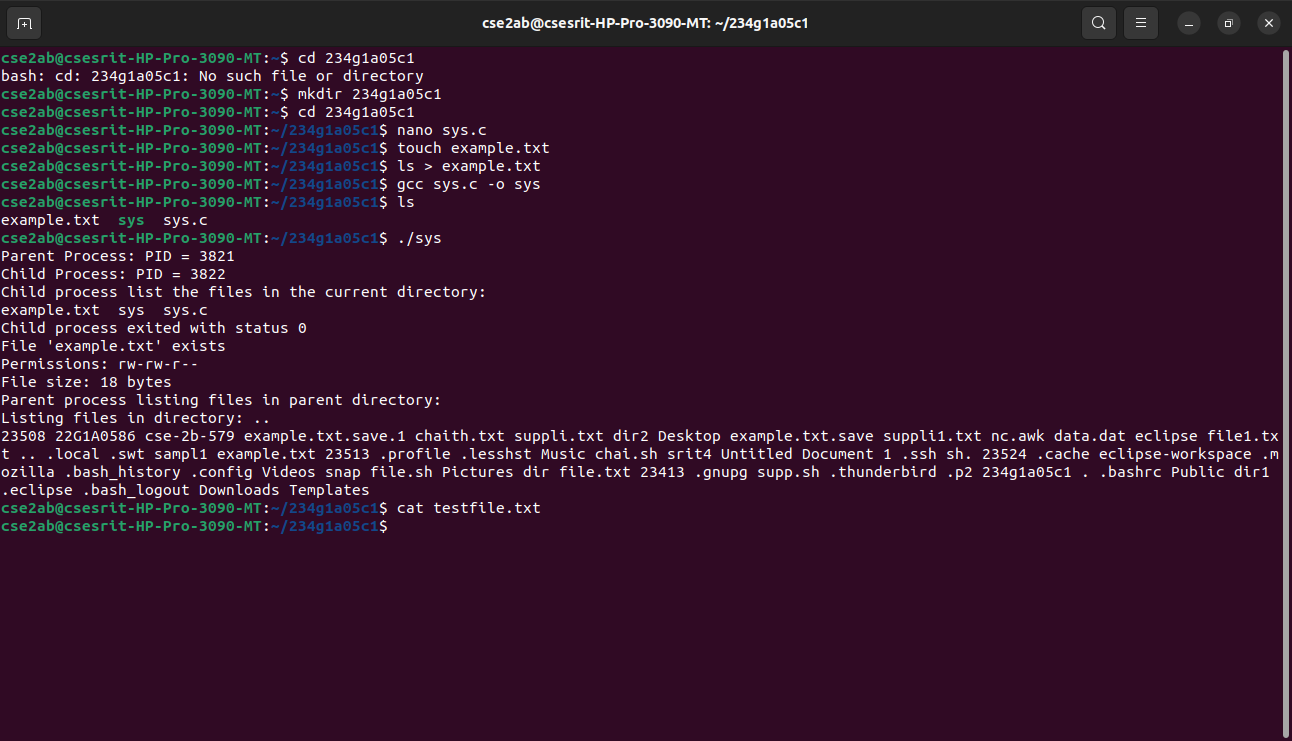 cse2ab@csesrit-HP-Pro-3090-MT: ~/234g1a05c1
cse2ab@csesrit-HP-Pro-3090-MT:~$ cd 234g1a05c1
bash: cd: 234g1a05c1: No such file or directory
cse2ab@csesrit-HP-Pro-3090-MT:~$ mkdir 234g1a05c1
cse2ab@csesrit-HP-Pro-3090-MT:~$ cd 234g1a05c1
cse2ab@csesrit-HP-Pro-3090-MT:~/234g1a05c1$ nano sys.c
cse2ab@csesrit-HP-Pro-3090-MT:~/234g1a05c1$ touch example.txt
cse2ab@csesrit-HP-Pro-3090-MT:~/234g1a05c1$ ls > example.txt
cse2ab@csesrit-HP-Pro-3090-MT:~/234g1a05c1$ gcc sys.c -o sys
cse2ab@csesrit-HP-Pro-3090-MT:~/234g1a05c1$ ls
example.txt  sys  sys.c
cse2ab@csesrit-HP-Pro-3090-MT:~/234g1a05c1$ ./sys
Parent Process: PID = 3821
Child Process: PID = 3822
Child process list the files in the current directory:
example.txt  sys  sys.c
Child process exited with status 0
File 'example.txt' exists
Permissions: rw-rw-r--
File size: 18 bytes
Parent process listing files in parent directory:
Listing files in directory: ..
23508 22G1A0586 cse-2b-579 example.txt.save.1 chaith.txt suppli.txt dir2 Desktop example.txt.save suppli1.txt nc.awk data.dat eclipse file1.tx
t .. .local .swt sampl1 example.txt 23513 .profile .lesshst Music chai.sh srit4 Untitled Document 1 .ssh sh. 23524 .cache eclipse-workspace .m
ozilla .bash_history .config Videos snap file.sh Pictures dir file.txt 23413 .gnupg supp.sh .thunderbird .p2 234g1a05c1 . .bashrc Public dir1
.eclipse .bash_logout Downloads Templates
cse2ab@csesrit-HP-Pro-3090-MT:~/234g1a05c1$ cat testfile.txt
cse2ab@csesrit-HP-Pro-3090-MT:~/234g1a05c1$